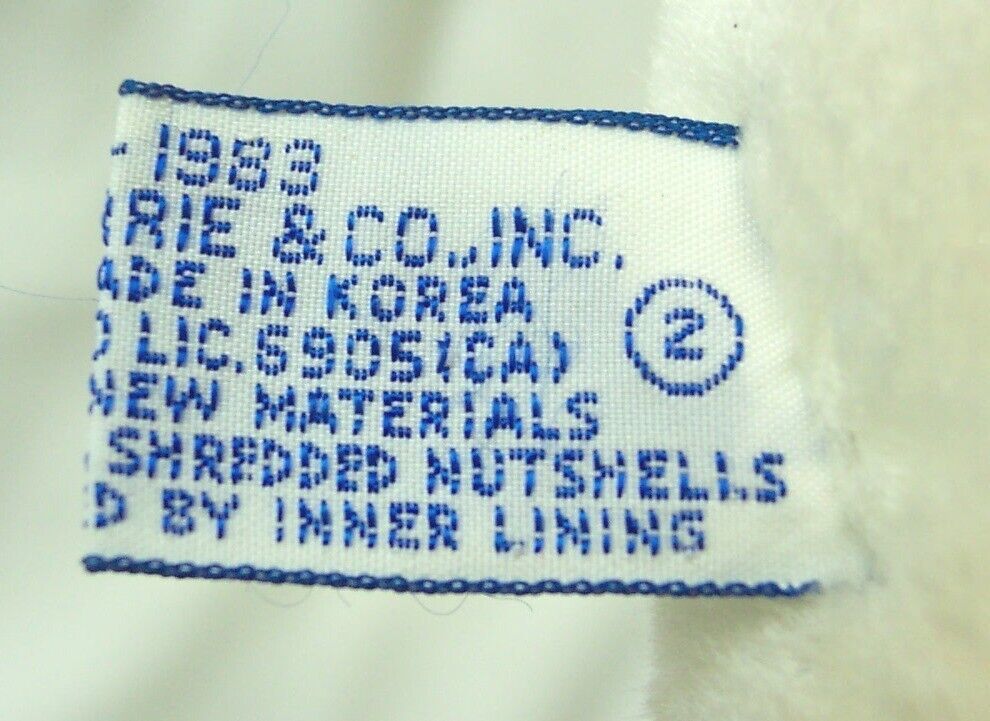 - 1983
RIE & CO., INC.
ADE IN KOREA
LIC. 5905 (CA)
2
NEW MATERIALS
SHREDDED NUTSHELLS
D BY INNER LINING